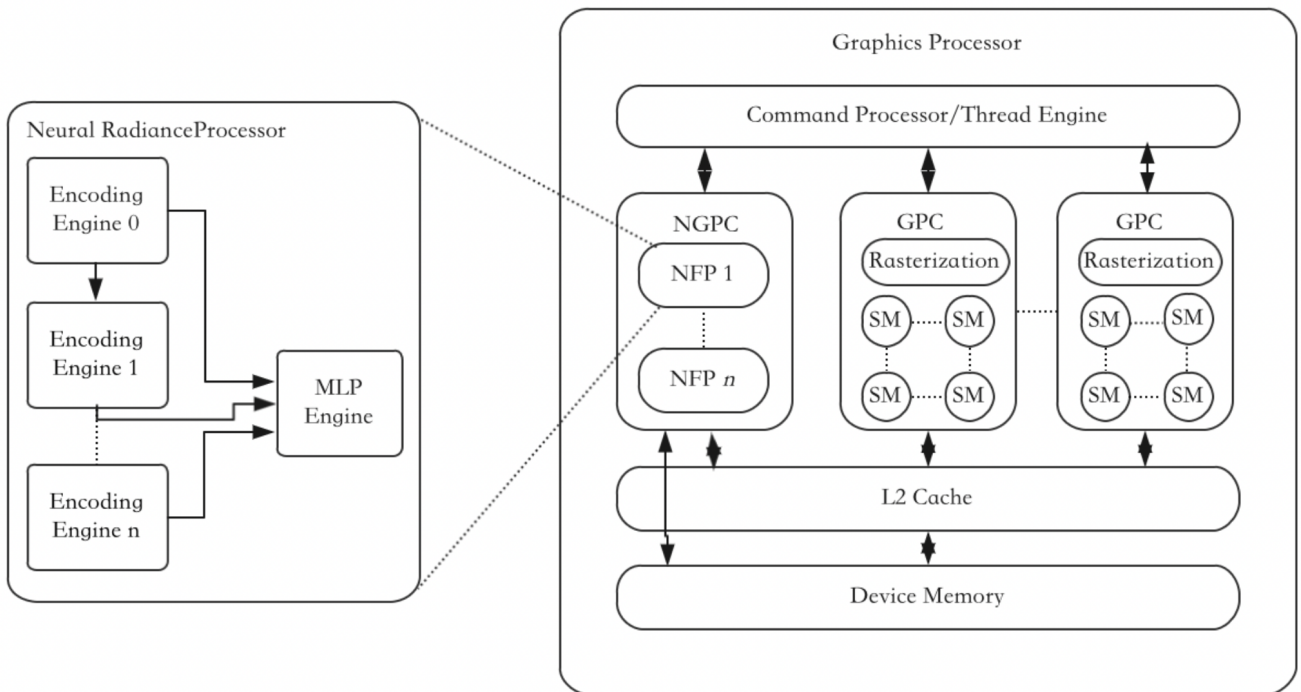 Graphics Processor
Command Processor/Thread Engine
Neural RadianceProcessor
Encoding
Engine 0
Encoding
Engine 1
Encoding
Engine n
MLP
Engine
NGPC
NFP 1
NFP n
GPC
Rasterization
SM
SM
SM
SM
GPC
Rasterization
SM
SM
SM
SM
L2 Cache
Device Memory